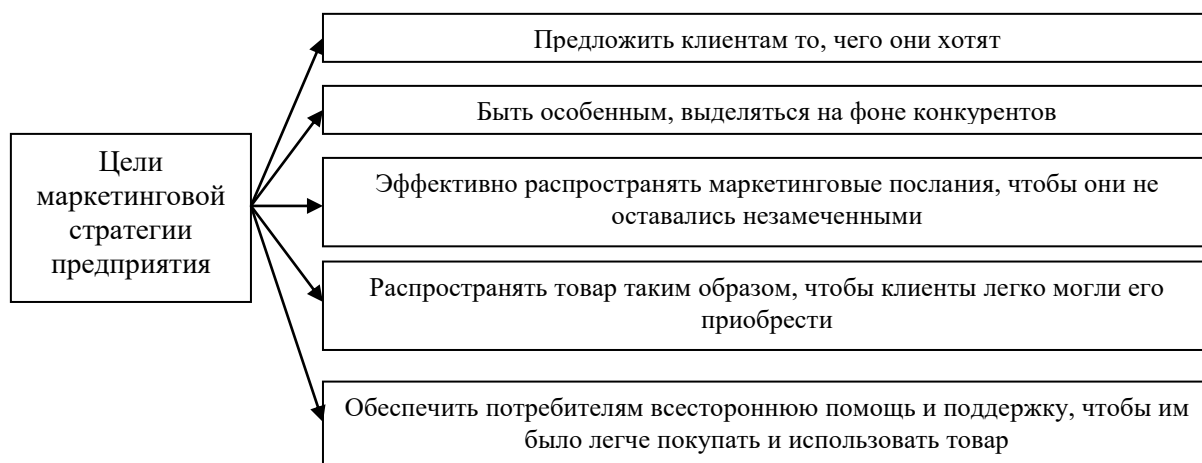 Цели
маркетинговой
стратегии
предприятия
Предложить клиентам то, чего они хотят
Быть особенным, выделяться на фоне конкурентов
Эффективно распространять маркетинговые послания, чтобы они не
оставались незамеченными
Распространять товар таким образом, чтобы клиенты легко могли его
приобрести
Обеспечить потребителям всестороннюю помощь и поддержку, чтобы им
было легче покупать и использовать товар